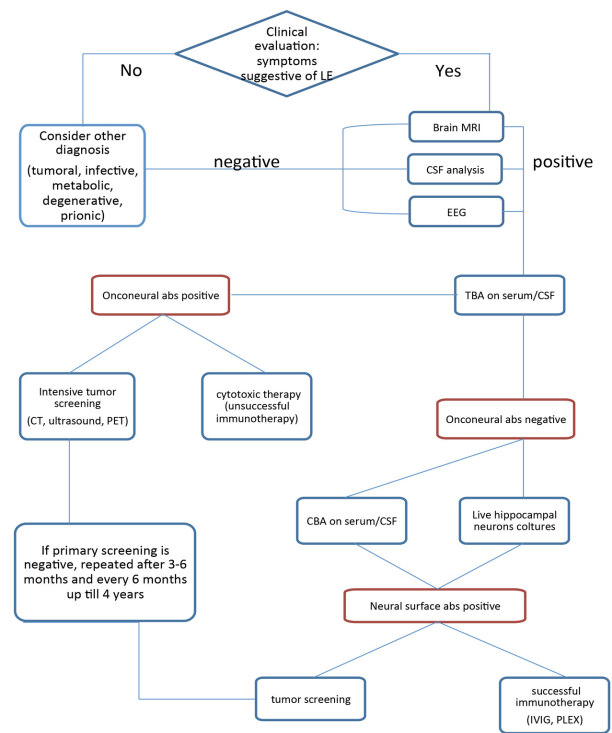 Clinical
evaluation:
symptoms
suggestive of LE
No
Yes
Consider other
diagnosis
(tumoral, infective,
metabolic,
degenerative,
prionic)
negative
Brain MRI
CSF analysis
EEG
positive
Onconeural abs positive
TBA on serum/CSF
Intensive tumor
screening
(CT, ultrasound, PET)
cytotoxic therapy
(unsuccessful
immunotherapy)
Onconeural abs negative
CBA on serum/CSF
Live hippocampal
neurons coltures
If primary screening is
negative, repeated after 3-6
months and every 6 months
up till 4 years
Neural surface abs positive
tumor screening
successful
immunotherapy
(IVIG, PLEX)